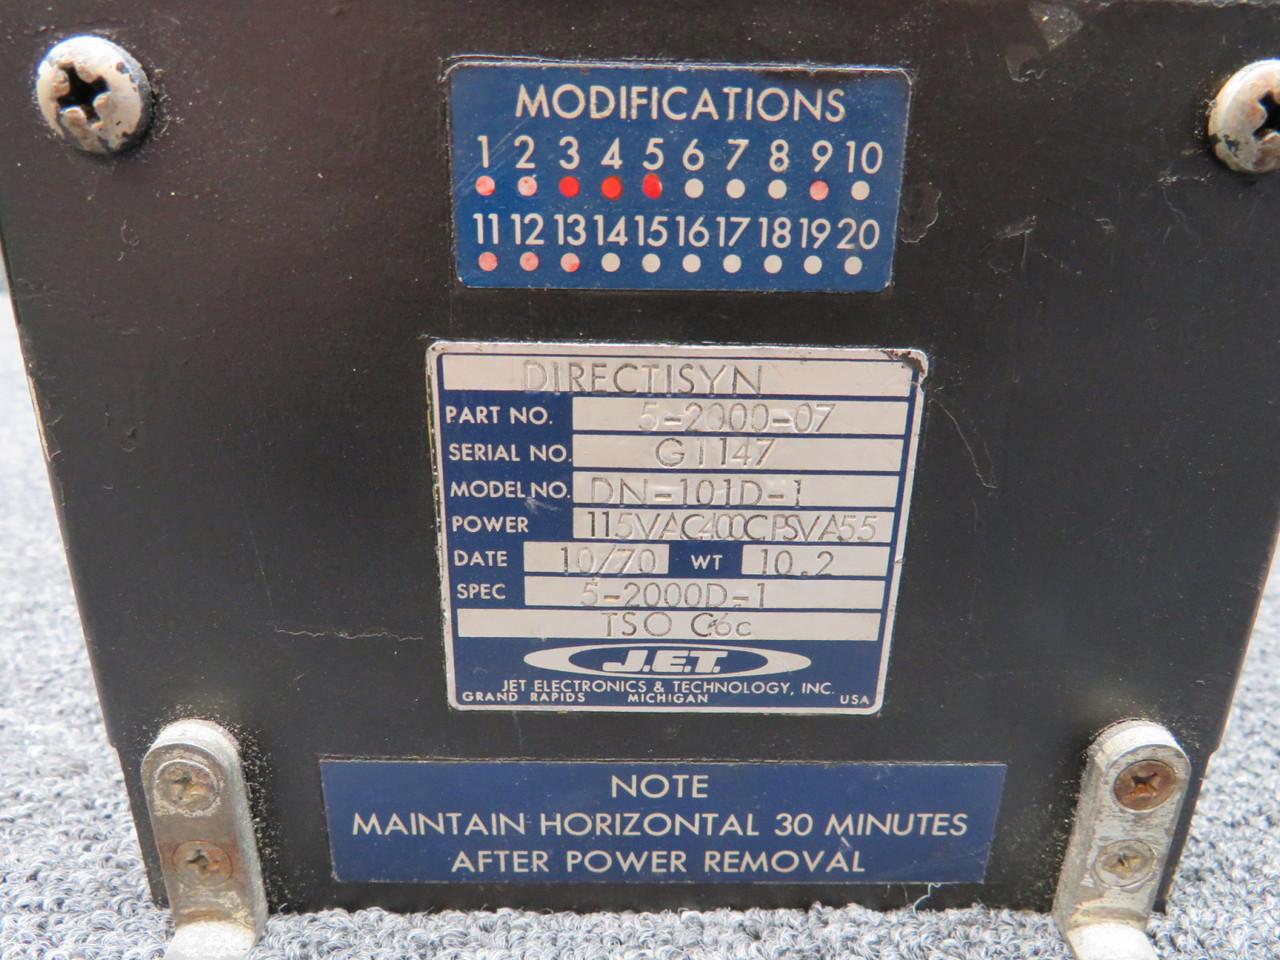 MODIFICATIONS
1 2 3 4 5 6 7 8 9 10
11 12 13 14 15 16 17 18 19 20
DIRECTISYN
PART NO. 5-2000-07
SERIAL NO. G1147
MODEL NO. DN-101D-1
POWER 115VAC400CPSVA55
DATE 10/70 WT 10.2
SPEC 5-2000D-1
TSO C6c
J.E.T.
JET ELECTRONICS & TECHNOLOGY, INC.
GRAND RAPIDS MICHIGAN USA
NOTE
MAINTAIN HORIZONTAL 30 MINUTES
AFTER POWER REMOVAL